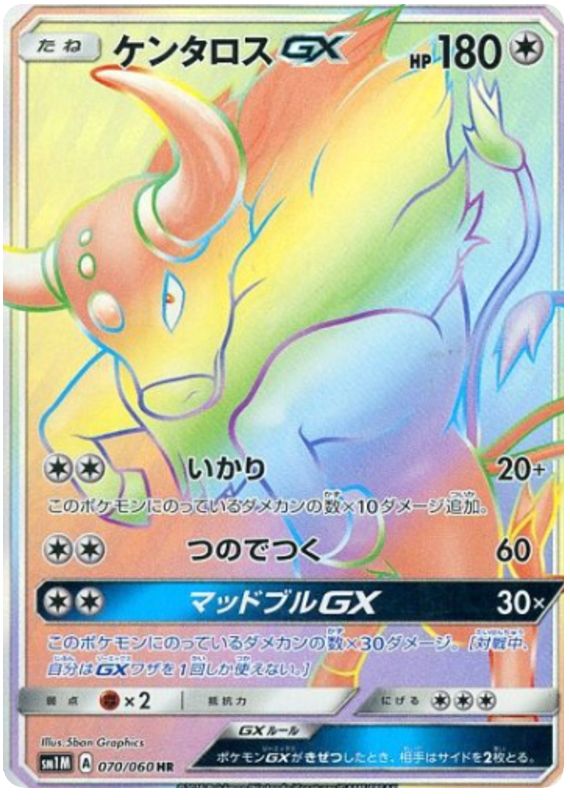 たね ケンタロスGX HP 180
いかり 20+
このポケモンにのっているダメカンの数×10ダメージ追加。
つのでつく 60
マッドブルGX 30×
このポケモンにのっているダメカンの数×30ダメージ。[対戦中、
自分はGXワザを1回しか使えない。]
弱点 ×2 抵抗力 にげる
Illus. 5ban Graphics
GXルール
ポケモンGXがきぜつしたとき、相手はサイドを2枚とる。
sm1M A 070/060 HR